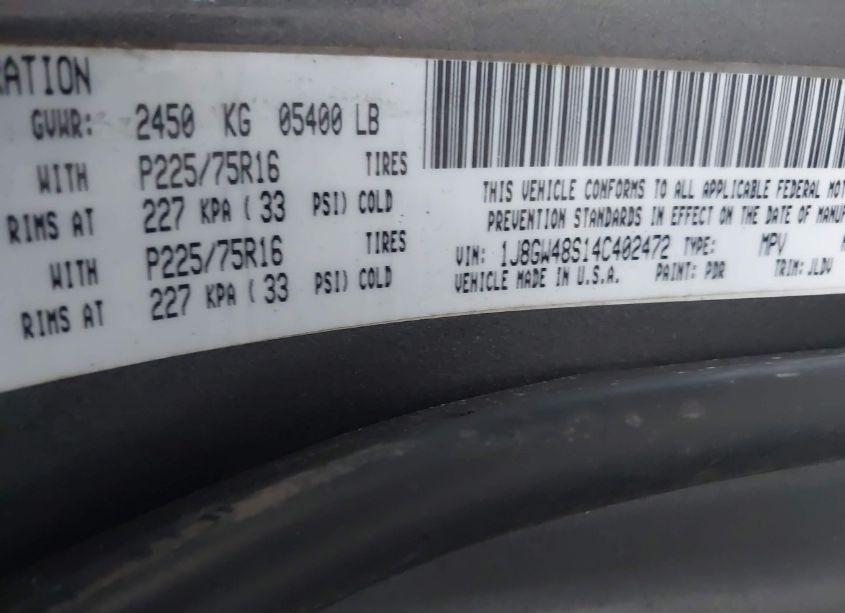 RATION
GVWR: 2450 KG 05400 LB
WITH P225/75R16 TIRES
RIMS AT 227 KPA ( 33 PSI) COLD
WITH P225/75R16 TIRES
RIMS AT 227 KPA ( 33 PSI) COLD
THIS VEHICLE CONFORMS TO ALL APPLICABLE FEDERAL MOT
PREVENTION STANDARDS IN EFFECT ON THE DATE OF MANUF
VIN: 1J8GW48S14C402472 TYPE: MPV
VEHICLE MADE IN U.S.A. PAINT: PDR TRIM: JLDV